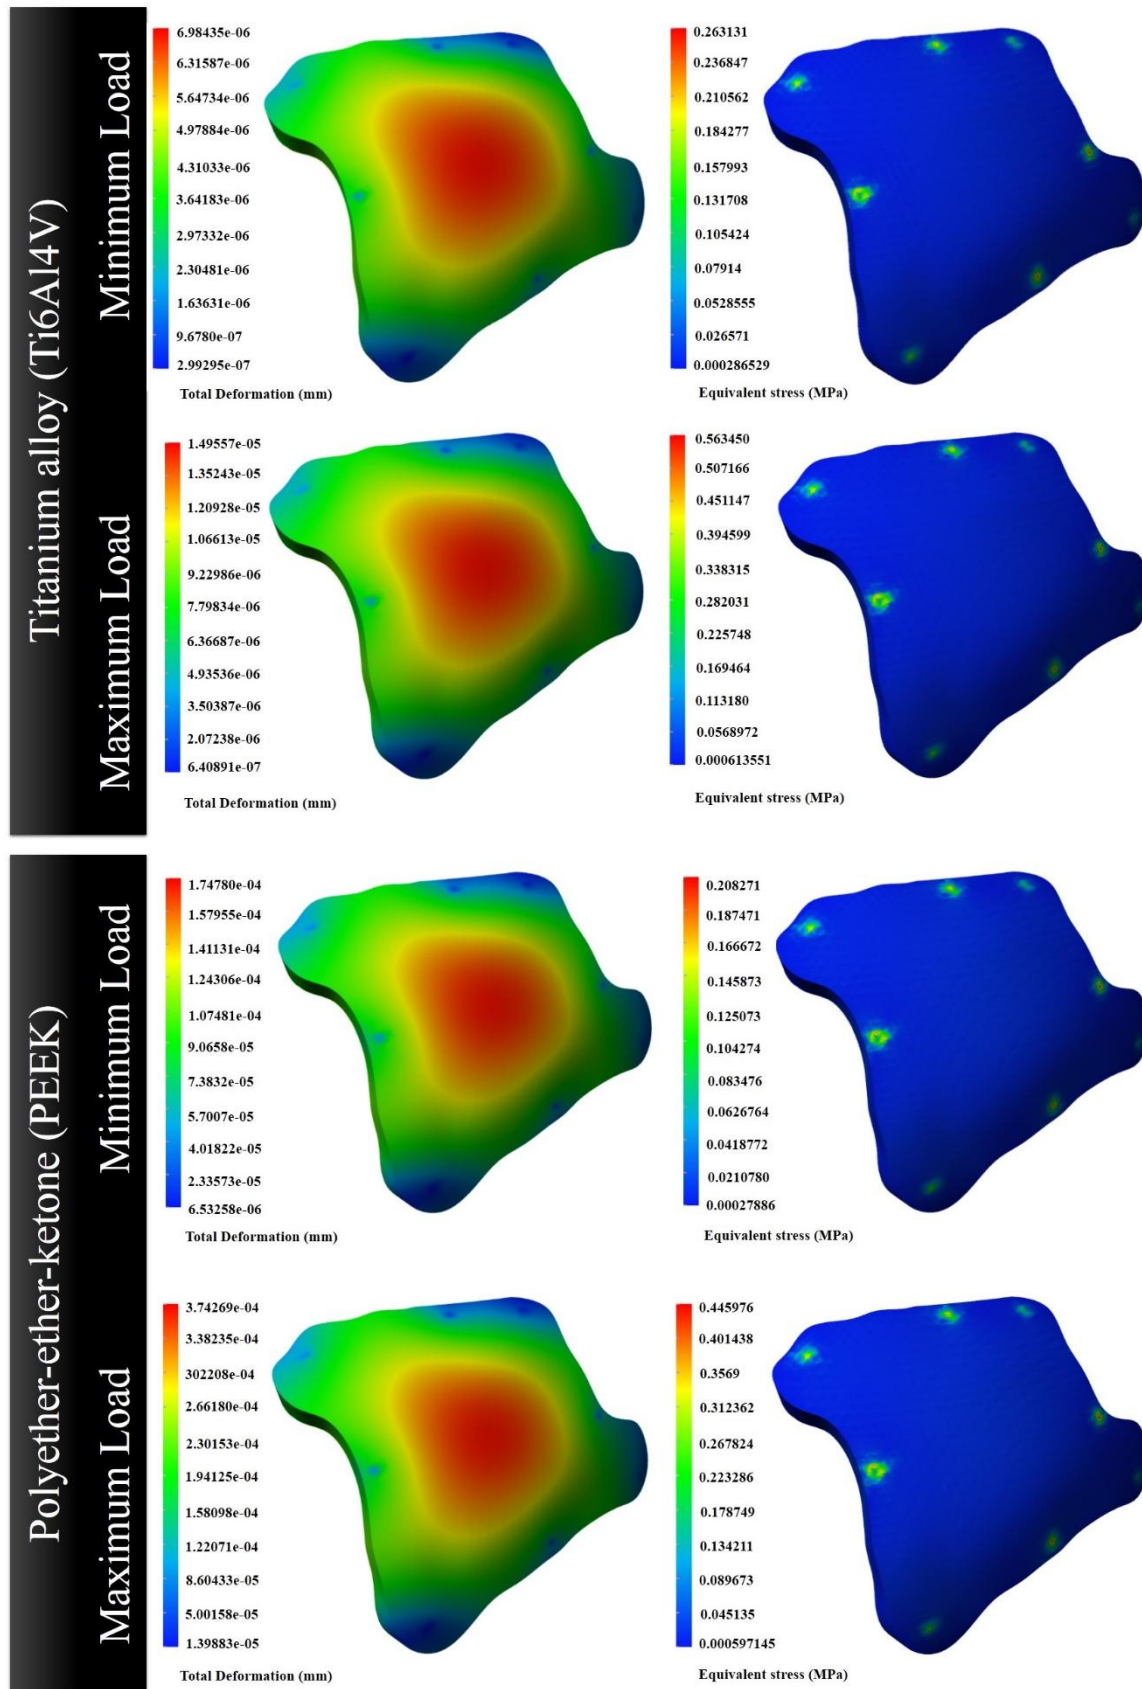 Titanium alloy (Ti6Al4V)
Minimum Load
6.98435e-06
6.31587e-06
5.64734e-06
4.97884e-06
4.31033e-06
3.64183e-06
2.97332e-06
2.30481e-06
1.63631e-06
9.6780e-07
2.99295e-07
Total Deformation (mm)
0.263131
0.236847
0.210562
0.184277
0.157993
0.131708
0.105424
0.07914
0.0528555
0.026571
0.000286529
Equivalent stress (MPa)
Maximum Load
1.49557e-05
1.35243e-05
1.20928e-05
1.06613e-05
9.22986e-06
7.79834e-06
6.36687e-06
4.93536e-06
3.50387e-06
2.07238e-06
6.40891e-07
Total Deformation (mm)
0.563450
0.507166
0.451147
0.394599
0.338315
0.282031
0.225748
0.169464
0.113180
0.0568972
0.000613551
Equivalent stress (MPa)
Polyether-ether-ketone (PEEK)
Minimum Load
1.74780e-04
1.57955e-04
1.41131e-04
1.24306e-04
1.07481e-04
9.0658e-05
7.3832e-05
5.7007e-05
4.01822e-05
2.33573e-05
6.53258e-06
Total Deformation (mm)
0.208271
0.187471
0.166672
0.145873
0.125073
0.104274
0.083476
0.0626764
0.0418772
0.0210780
0.00027886
Equivalent stress (MPa)
Maximum Load
3.74269e-04
3.38235e-04
302208e-04
2.66180e-04
2.30153e-04
1.94125e-04
1.58098e-04
1.22071e-04
8.60433e-05
5.00158e-05
1.39883e-05
Total Deformation (mm)
0.445976
0.401438
0.3569
0.312362
0.267824
0.223286
0.178749
0.134211
0.089673
0.045135
0.000597145
Equivalent stress (MPa)